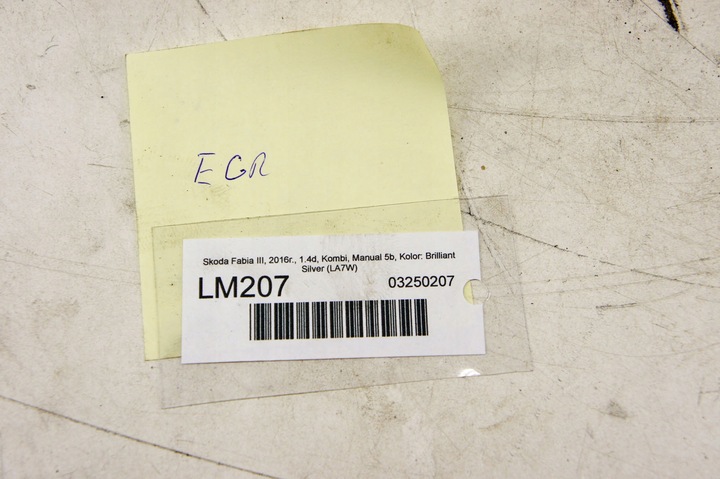 EGR
Skoda Fabia III, 2016r., 1.4d, Kombi, Manual 5b, Kolor: Brilliant
Silver (LA7W)
LM207 03250207